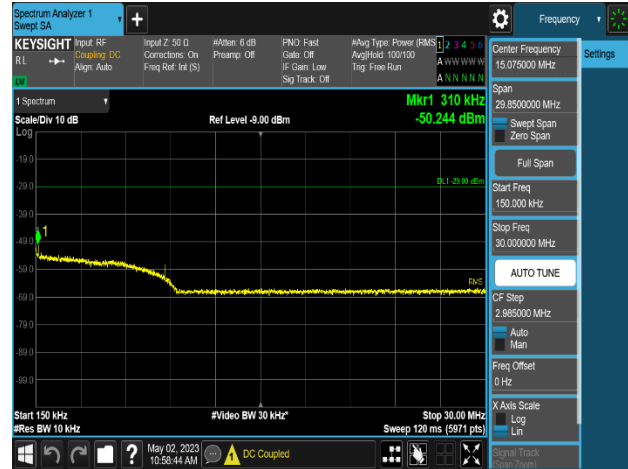 Spectrum Analyzer 1
Swept SA
Frequency
KEYSIGHT
Input: RF
Input Z: 50 Ω
#Atten: 6 dB
PNO: Fast
#Avg Type: Power (RMS
1 2 3 4 5 6
RL
Coupling: DC
Corrections: On
Preamp: Off
Gate: Off
Avg|Hold: 100/100
A W W W W W
Align: Auto
Freq Ref: Int (S)
IF Gain: Low
Trig: Free Run
Sig Track: Off
A N N N N N
LW
1 Spectrum
Mkr1 310 kHz
Scale/Div 10 dB
Ref Level -9.00 dBm
-50.244 dBm
Log
-19.0
-29.0
DL1 -29.00 dBm
-39.0
1
-49.0
-59.0
RMS
-69.0
-79.0
-89.0
-99.0
Start 150 kHz
#Video BW 30 kHz*
Stop 30.00 MHz
#Res BW 10 kHz
Sweep 120 ms (5971 pts)
?
May 02, 2023
10:58:44 AM
DC Coupled
Center Frequency
15.075000 MHz
Settings
Span
29.8500000 MHz
Swept Span
Zero Span
Full Span
Start Freq
150.000 kHz
Stop Freq
30.000000 MHz
AUTO TUNE
CF Step
2.985000 MHz
Auto
Man
Freq Offset
0 Hz
X Axis Scale
Log
Lin
Signal Track
(Span Zoom)